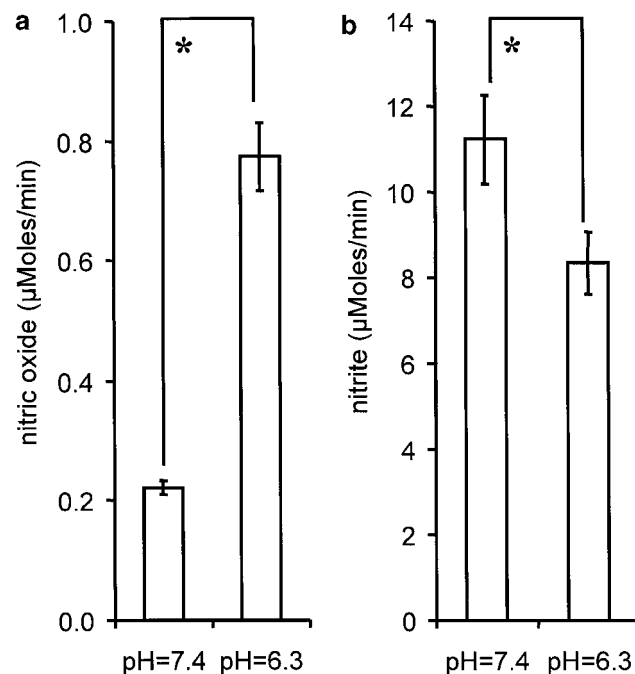 a
nitric oxide (μMoles/min)
1.0
0.8
0.6
0.4
0.2
0.0
*
pH=7.4 pH=6.3
b
nitrite (μMoles/min)
14
12
10
8
6
4
2
0
*
pH=7.4 pH=6.3